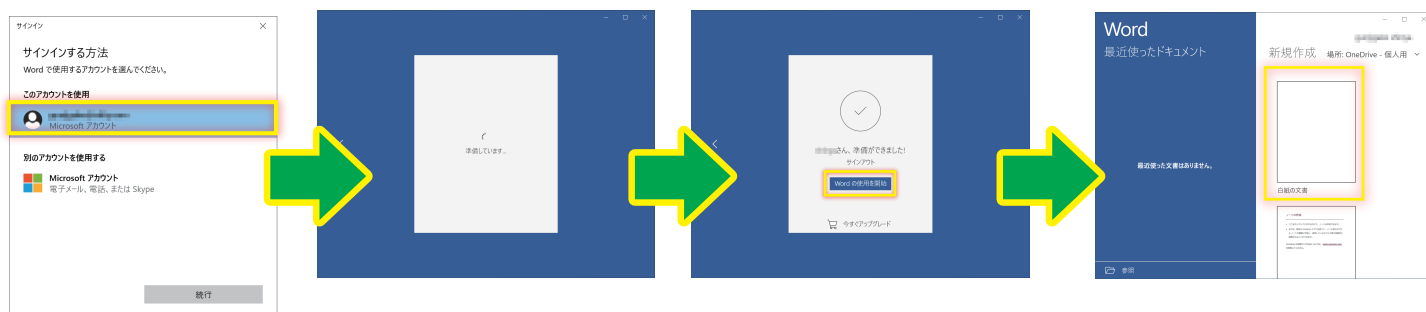 サインイン
サインインする方法
Word で使用するアカウントを選んでください。
このアカウントを使用
Microsoft アカウント
別のアカウントを使用する
Microsoft アカウント
電子メール、電話、または Skype
続行
準備しています...
さん、準備ができました!
サインアウト
Word の使用を開始
今すぐアップグレード
Word
最近使ったドキュメント
最近使った文書はありません。
参照
新規作成 場所: OneDrive - 個人用
白紙の文書